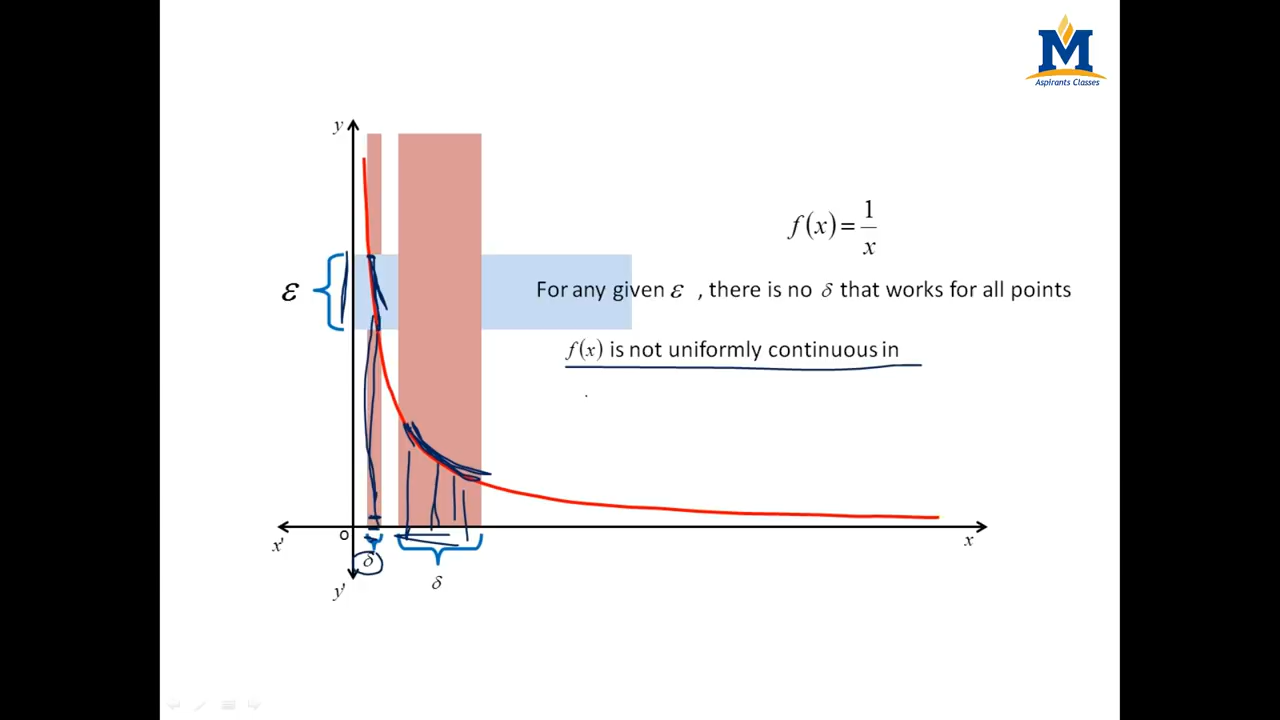 M
Aspirants Classes
y
f(x) = 1/x
ε
For any given ε , there is no δ that works for all points
f(x) is not uniformly continuous in
x'
O
x
δ
δ
y'